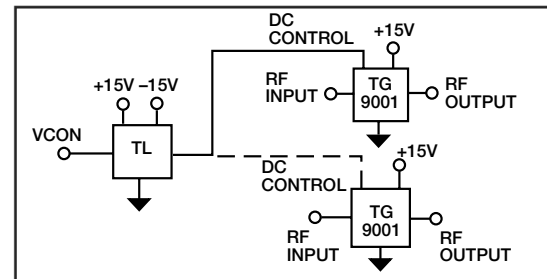 DC
CONTROL
+15V
RF
INPUT
TG
9001
RF
OUTPUT
+15V –15V
VCON
TL
DC
CONTROL
+15V
TG
9001
RF
INPUT
RF
OUTPUT